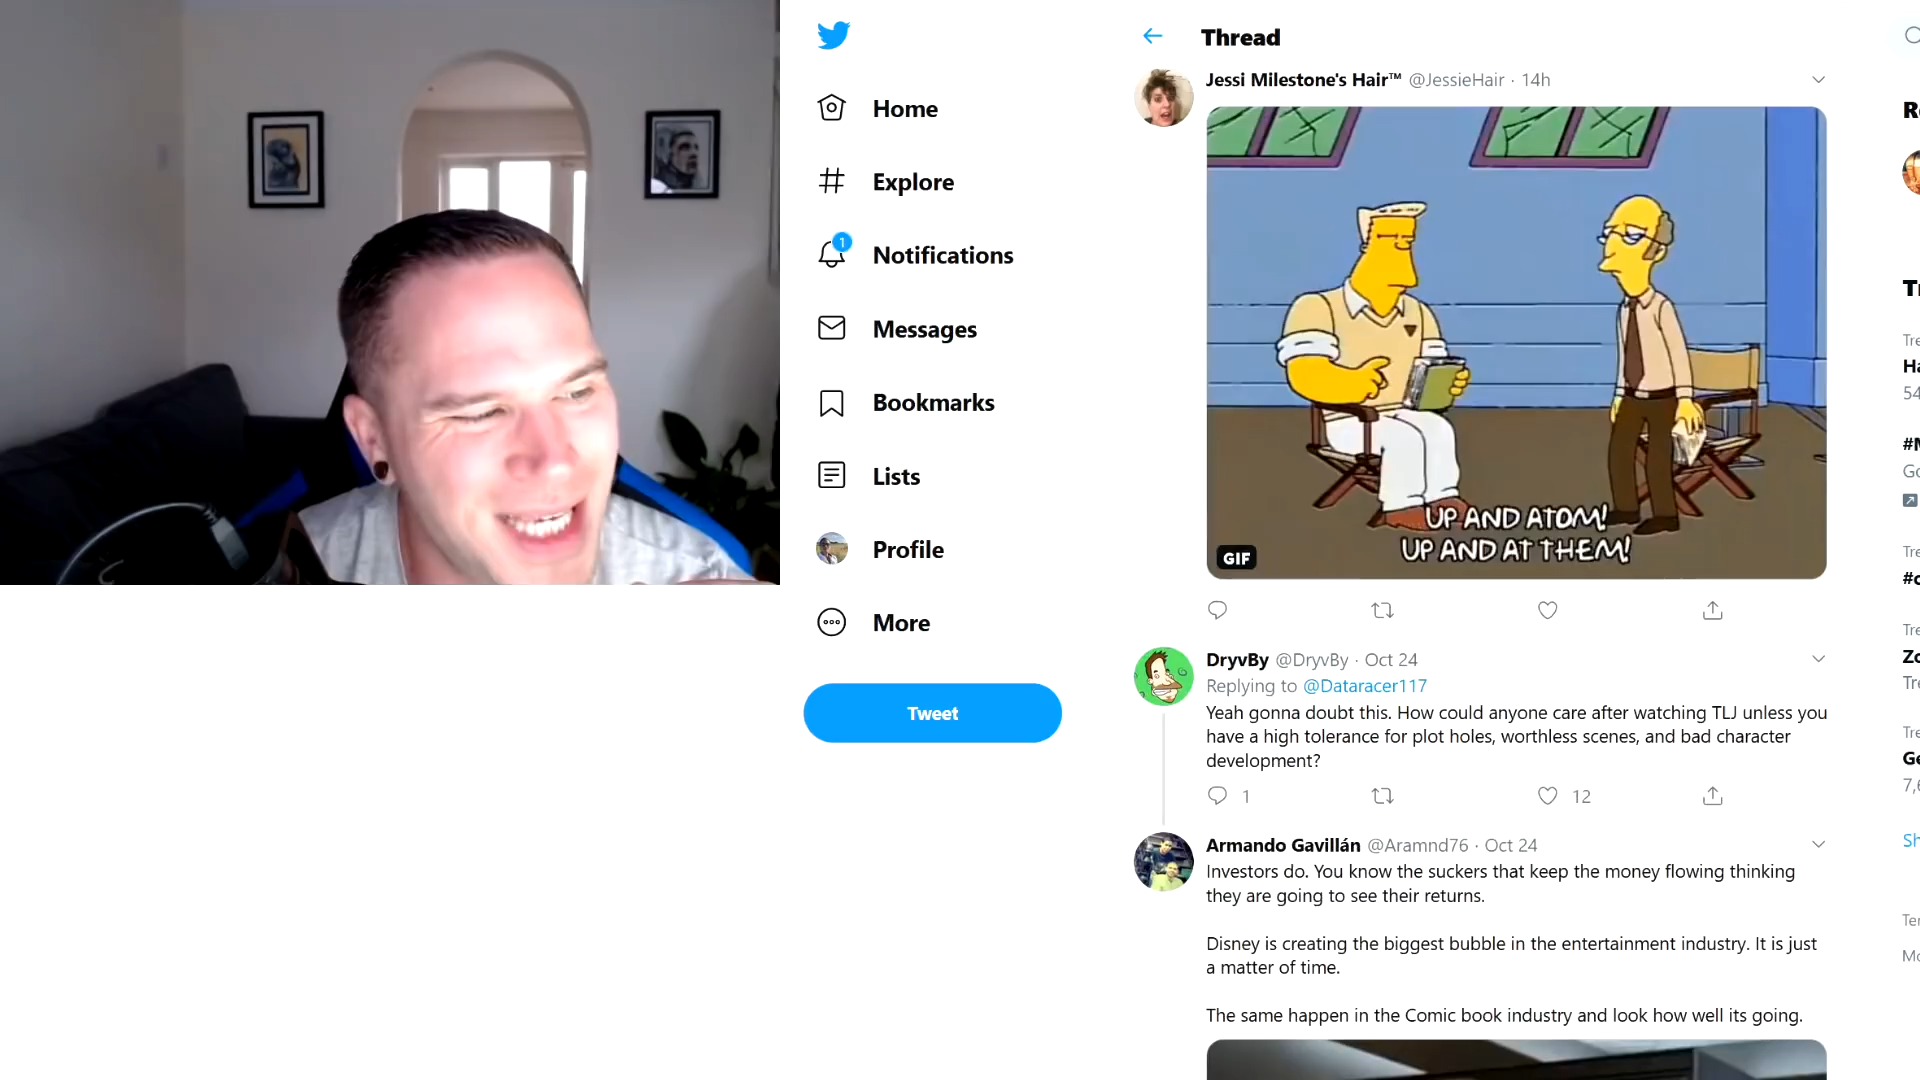 Home
Explore
1
Notifications
Messages
Bookmarks
Lists
Profile
More
Tweet
Thread
Jessi Milestone's Hair™ @JessieHair · 14h
UP AND ATOM!
UP AND AT THEM!
GIF
DryvBy @DryvBy · Oct 24
Replying to @Dataracer117
Yeah gonna doubt this. How could anyone care after watching TLJ unless you
have a high tolerance for plot holes, worthless scenes, and bad character
development?
1
12
Armando Gavillán @Aramnd76 · Oct 24
Investors do. You know the suckers that keep the money flowing thinking
they are going to see their returns.
Disney is creating the biggest bubble in the entertainment industry. It is just
a matter of time.
The same happen in the Comic book industry and look how well its going.